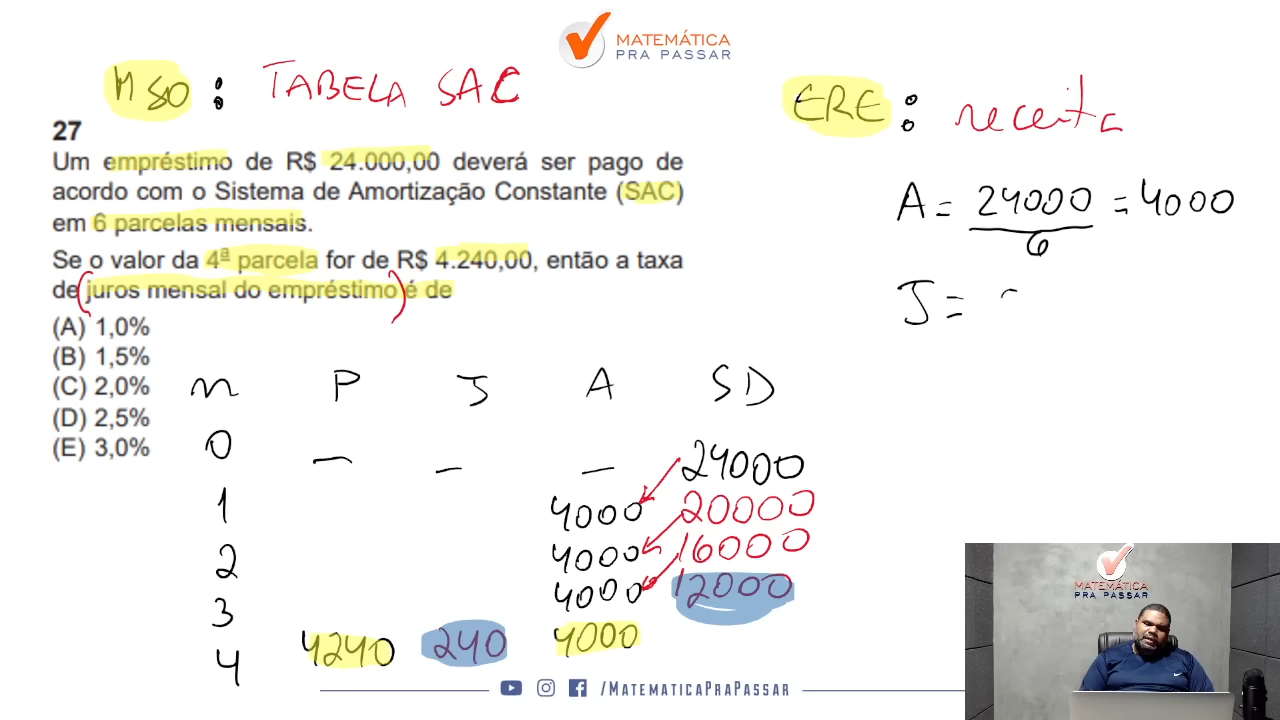 MATEMÁTICA
PRA PASSAR
MSO : TABELA SAC
ERE : receita
27
Um empréstimo de R$ 24.000,00 deverá ser pago de
acordo com o Sistema de Amortização Constante (SAC)
em 6 parcelas mensais.
Se o valor da 4ª parcela for de R$ 4.240,00, então a taxa
de (juros mensal do empréstimo) é de
(A) 1,0%
(B) 1,5%
(C) 2,0%
(D) 2,5%
(E) 3,0%
A = 24000 = 4000
6
J =
n P J A SD
0 — — — 24000
1 4000 20000
2 4000 16000
3 4000 12000
4 4240 240 4000
/MATEMATICAPRAPASSAR
MATEMÁTICA
PRA PASSAR